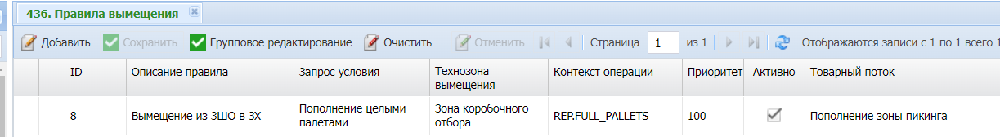 436. Правила вымещения
Добавить Сохранить Групповое редактирование Очистить Отменить Страница 1 из 1 Отображаются записи с 1 по 1 всего 1
ID Описание правила Запрос условия Технозона вымещения Контекст операции Приоритет Активно Товарный поток
8 Вымещение из ЗШО в ЗХ Пополнение целыми палетами Зона коробочного отбора REP.FULL_PALLETS 100 Пополнение зоны пикинга